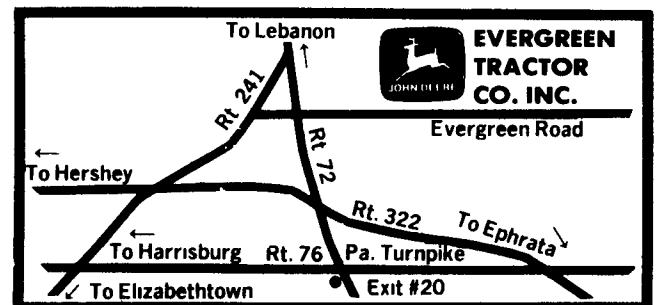 To Lebanon
EVERGREEN
TRACTOR
CO. INC.
JOHN DEERE
Rt 241
Evergreen Road
Rt 72
To Hershey
Rt. 322
To Ephrata
To Harrisburg
Rt. 76
Pa. Turnpike
To Elizabethtown
Exit #20